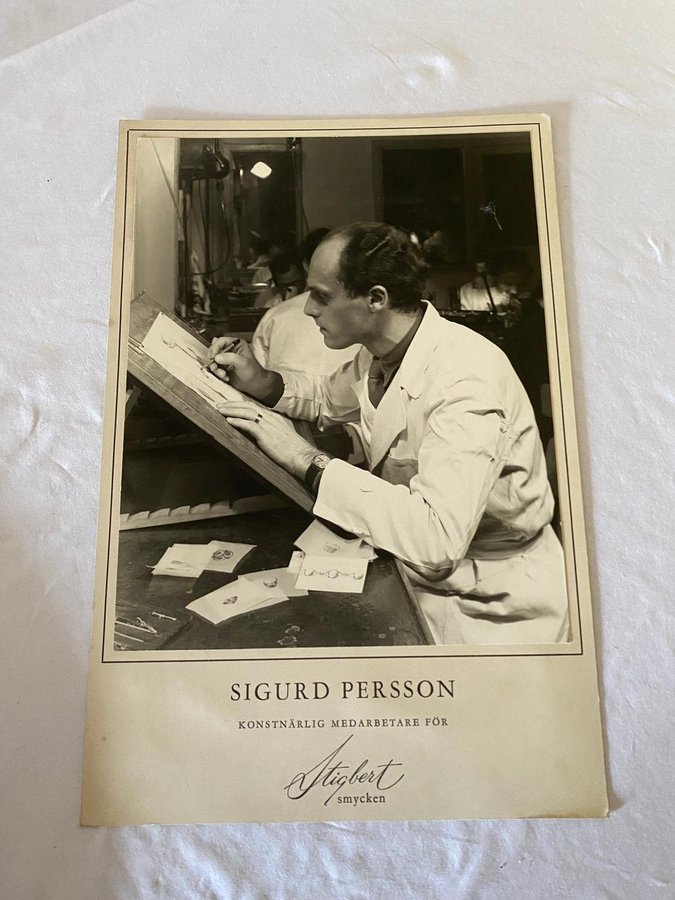 SIGURD PERSSON
KONSTNÄRLIG MEDARBETARE FÖR
Stigbert
smycken